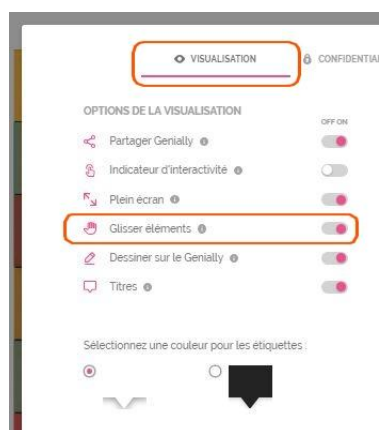 VISUALISATION
CONFIDENTIAL
OPTIONS DE LA VISUALISATION
OFF ON
Partager Genially
Indicateur d'interactivité
Plein écran
Glisser éléments
Dessiner sur le Genially
Titres
Sélectionnez une couleur pour les étiquettes :